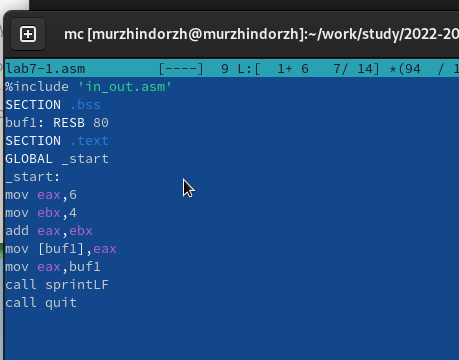 mc [murzhindorzh@murzhindorzh]:~/work/study/2022-20
lab7-1.asm [----] 9 L:[ 1+ 6 7/ 14] *(94 / 1
%include 'in_out.asm'
SECTION .bss
buf1: RESB 80
SECTION .text
GLOBAL _start
_start:
mov eax,6
mov ebx,4
add eax,ebx
mov [buf1],eax
mov eax,buf1
call sprintLF
call quit